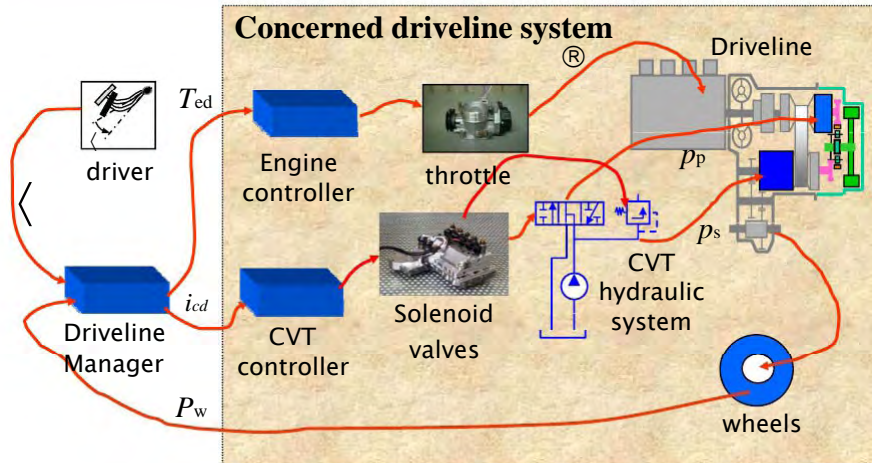 Concerned driveline system
®
Driveline
T_ed
driver
Engine
controller
throttle
p_p
〈
p_s
i_cd
Driveline
Manager
CVT
controller
Solenoid
valves
CVT
hydraulic
system
P_w
wheels